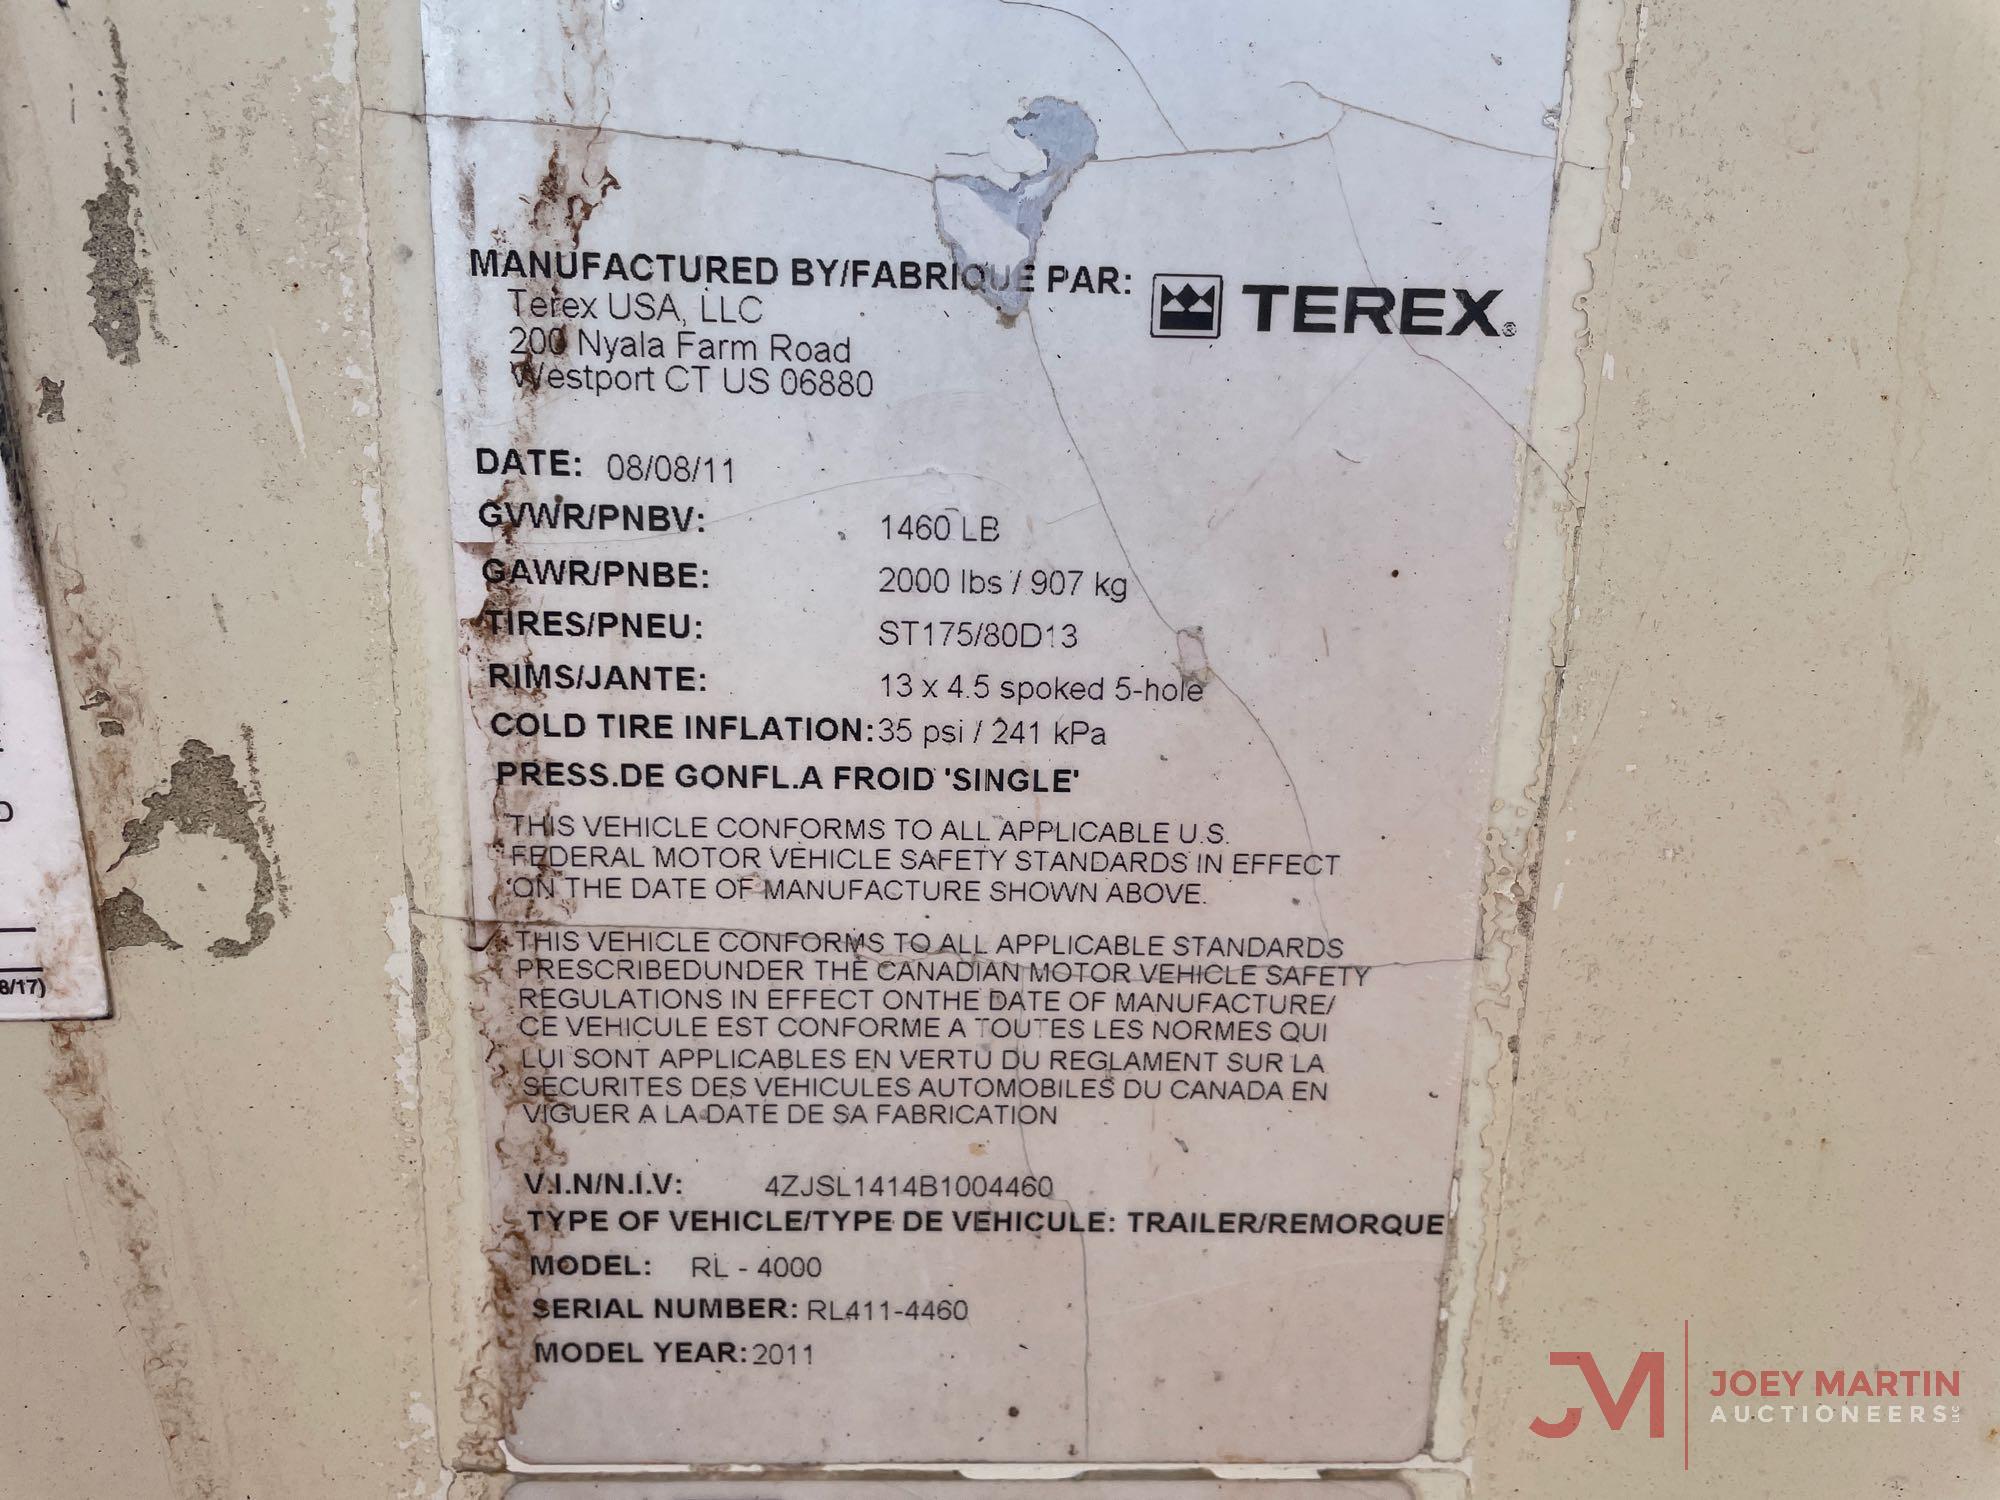 MANUFACTURED BY/FABRIQUE PAR:
TEREX®
Terex USA, LLC
200 Nyala Farm Road
Westport CT US 06880
DATE: 08/08/11
GVWR/PNBV: 1460 LB
GAWR/PNBE: 2000 lbs / 907 kg
TIRES/PNEU: ST175/80D13
RIMS/JANTE: 13 x 4.5 spoked 5-hole
COLD TIRE INFLATION: 35 psi / 241 kPa
PRESS.DE GONFL.A FROID 'SINGLE'
THIS VEHICLE CONFORMS TO ALL APPLICABLE U.S.
FEDERAL MOTOR VEHICLE SAFETY STANDARDS IN EFFECT
ON THE DATE OF MANUFACTURE SHOWN ABOVE.
THIS VEHICLE CONFORMS TO ALL APPLICABLE STANDARDS
PRESCRIBEDUNDER THE CANADIAN MOTOR VEHICLE SAFETY
REGULATIONS IN EFFECT ONTHE DATE OF MANUFACTURE/
CE VEHICULE EST CONFORME A TOUTES LES NORMES QUI
LUI SONT APPLICABLES EN VERTU DU REGLAMENT SUR LA
SECURITES DES VEHICULES AUTOMOBILES DU CANADA EN
VIGUER A LA DATE DE SA FABRICATION
V.I.N/N.I.V: 4ZJSL1414B1004460
TYPE OF VEHICLE/TYPE DE VEHICULE: TRAILER/REMORQUE
MODEL: RL - 4000
SERIAL NUMBER: RL411-4460
MODEL YEAR: 2011
D
8/17)
JM
JOEY MARTIN
AUCTIONEERS LLC